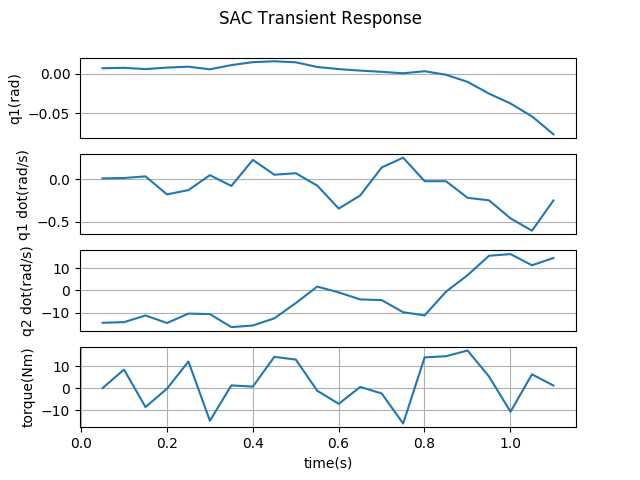 SAC Transient Response
q1(rad)
0.00
−0.05
q1 dot(rad/s)
0.0
−0.5
q2 dot(rad/s)
10
0
−10
torque(Nm)
10
0
−10
0.0 0.2 0.4 0.6 0.8 1.0
time(s)